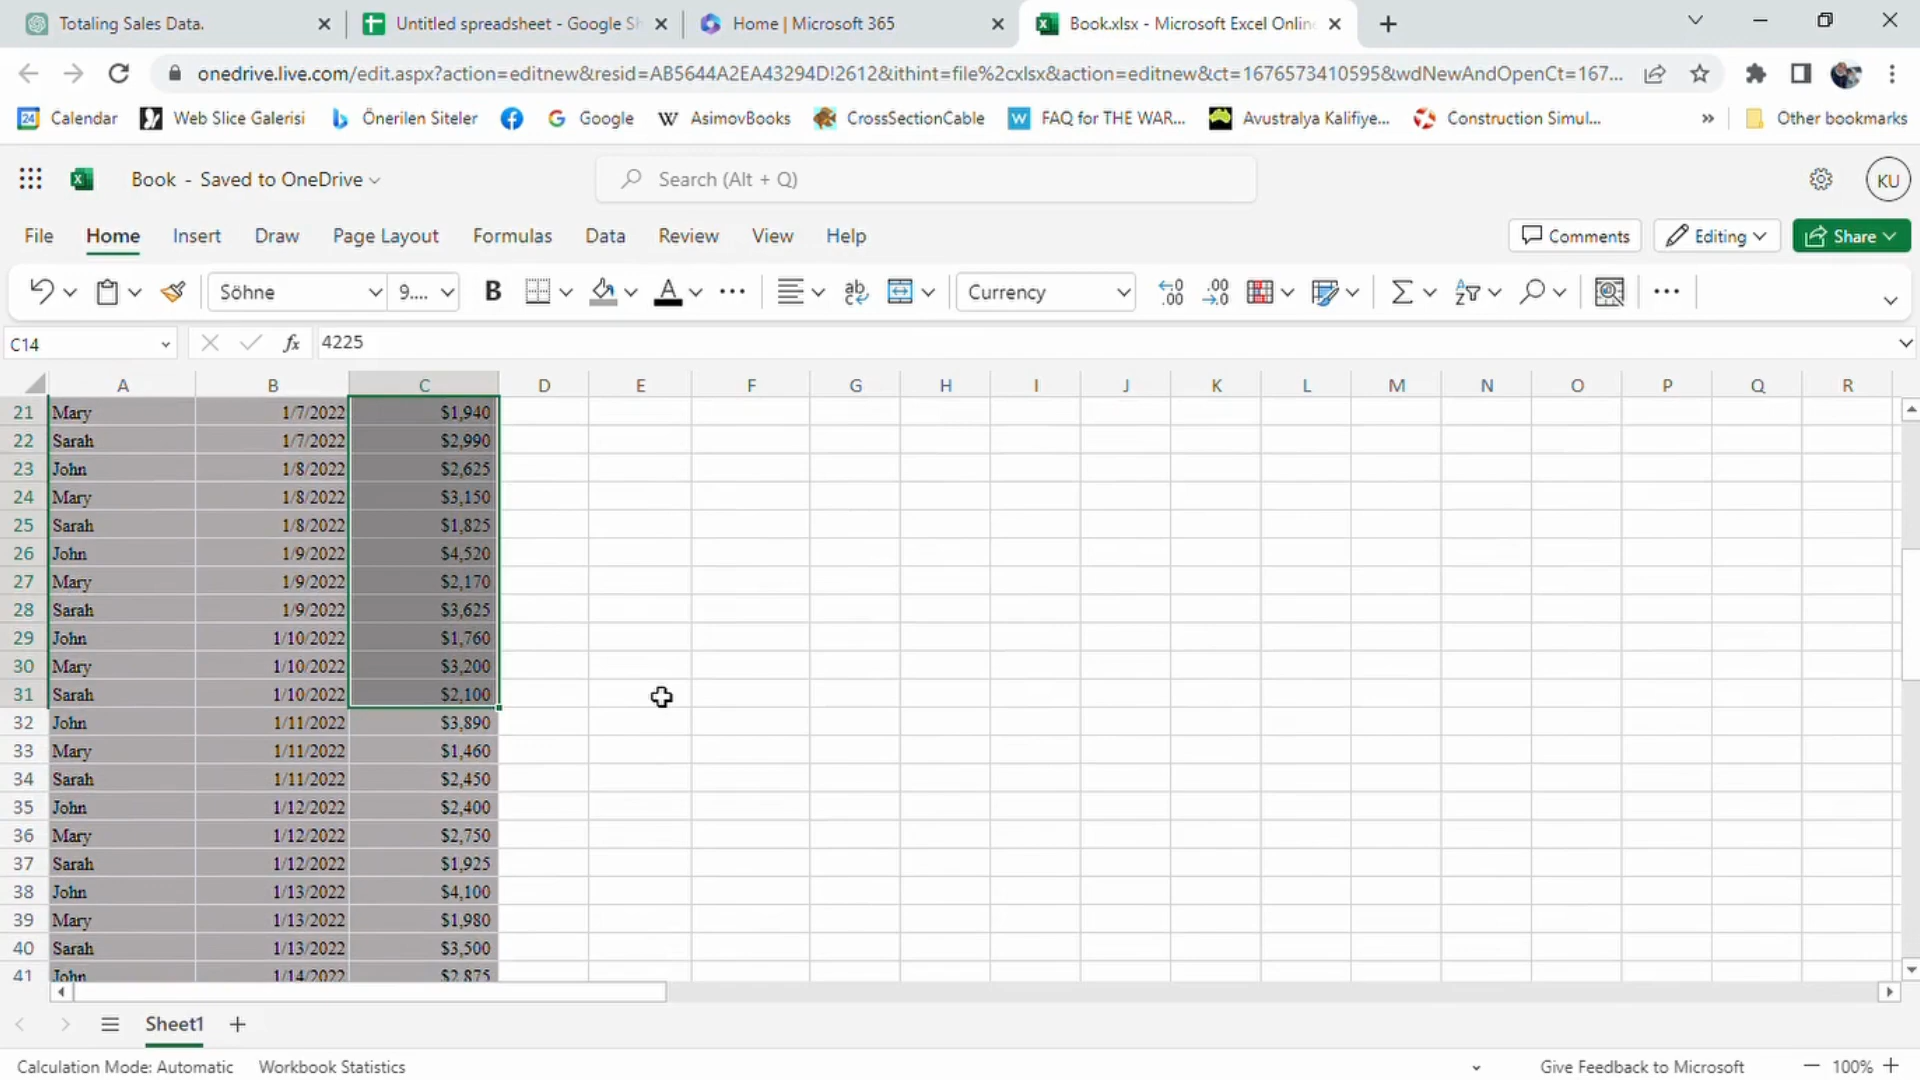 Totaling Sales Data.
Untitled spreadsheet - Google Sh
Home | Microsoft 365
Book.xlsx - Microsoft Excel Onlin
onedrive.live.com/edit.aspx?action=editnew&resid=AB5644A2EA43294D!2612&ithint=file%2cxlsx&action=editnew&ct=1676573410595&wdNewAndOpenCt=167...
24 Calendar Web Slice Galerisi Önerilen Siteler Google W AsimovBooks CrossSectionCable W FAQ for THE WAR... Avustralya Kalifiye... Construction Simul... » Other bookmarks
Book - Saved to OneDrive
Search (Alt + Q)
KU
File Home Insert Draw Page Layout Formulas Data Review View Help Comments Editing Share
Söhne 9.... B A ab Currency .00 .00
C14 fx 4225
A B C D E F G H I J K L M N O P Q R
21 Mary 1/7/2022 $1,940
22 Sarah 1/7/2022 $2,990
23 John 1/8/2022 $2,625
24 Mary 1/8/2022 $3,150
25 Sarah 1/8/2022 $1,825
26 John 1/9/2022 $4,520
27 Mary 1/9/2022 $2,170
28 Sarah 1/9/2022 $3,625
29 John 1/10/2022 $1,760
30 Mary 1/10/2022 $3,200
31 Sarah 1/10/2022 $2,100
32 John 1/11/2022 $3,890
33 Mary 1/11/2022 $1,460
34 Sarah 1/11/2022 $2,450
35 John 1/12/2022 $2,400
36 Mary 1/12/2022 $2,750
37 Sarah 1/12/2022 $1,925
38 John 1/13/2022 $4,100
39 Mary 1/13/2022 $1,980
40 Sarah 1/13/2022 $3,500
41 John 1/14/2022 $2,875
Sheet1 +
Calculation Mode: Automatic Workbook Statistics Give Feedback to Microsoft — 100% +